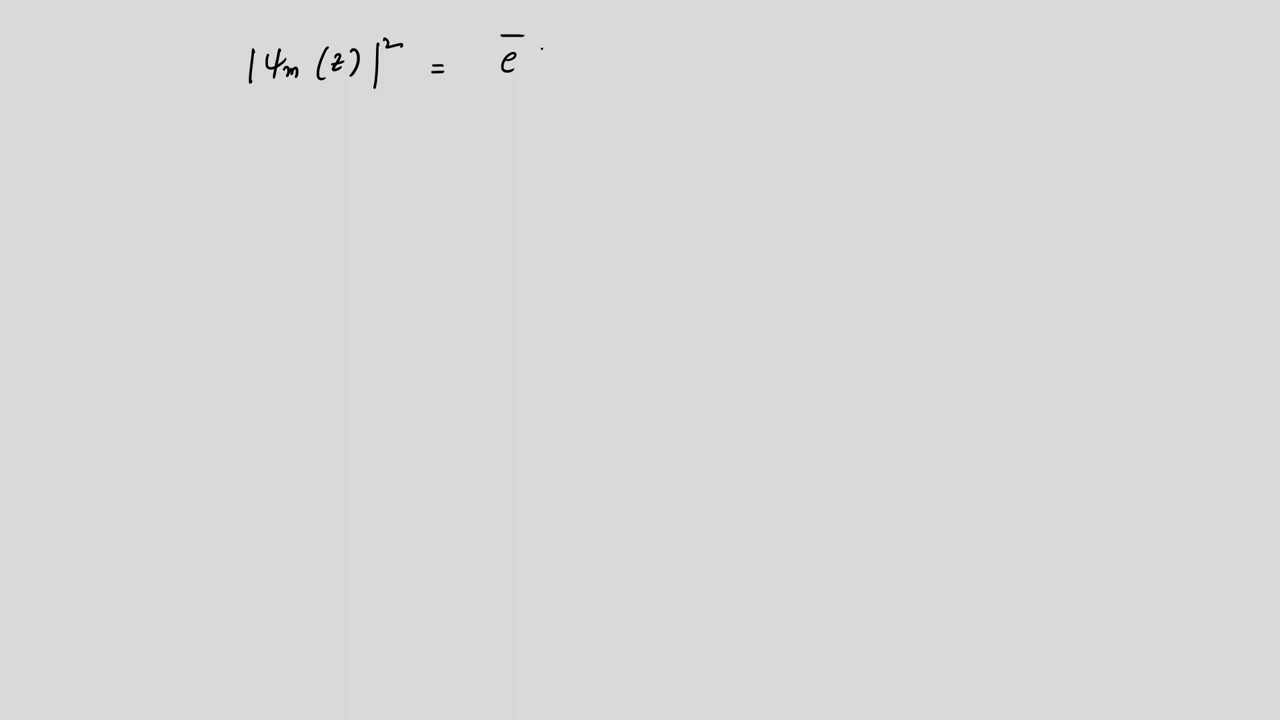 |ψₘ(z)|² = e⁻